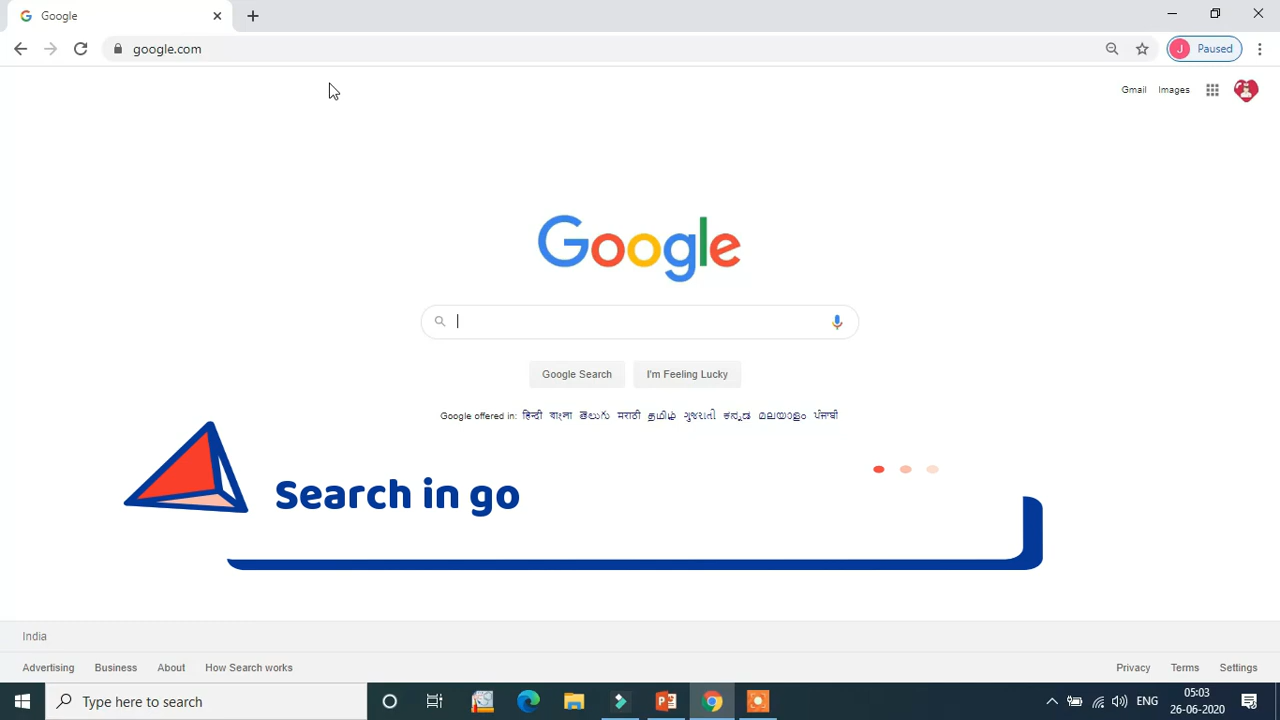 Google
google.com
Paused
J
Gmail Images
Google
Google Search I'm Feeling Lucky
Google offered in: हिन्दी বাংলা తెలుగు मराठी தமிழ் ગુજરાતી ಕನ್ನಡ മലയാളം ਪੰਜਾਬੀ
Search in go
India
Advertising Business About How Search works Privacy Terms Settings
Type here to search
ENG
05:03
26-06-2020